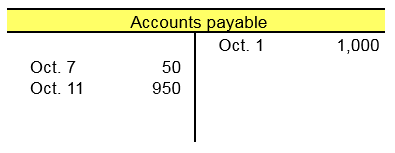 Accounts payable
Oct. 1 1,000
Oct. 7 50
Oct. 11 950